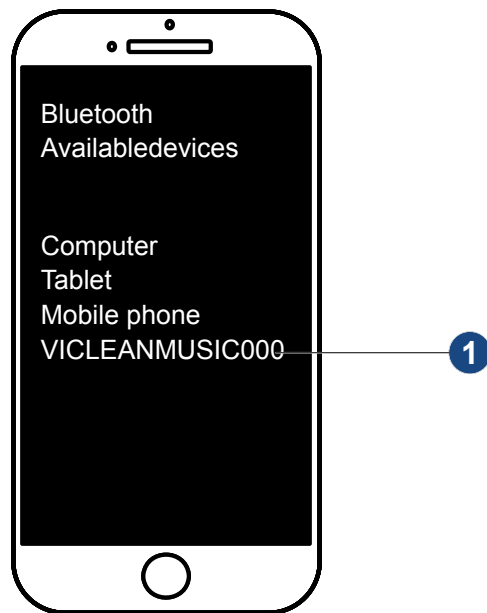 Bluetooth
Availabledevices
Computer
Tablet
Mobile phone
VICLEANMUSIC000
1